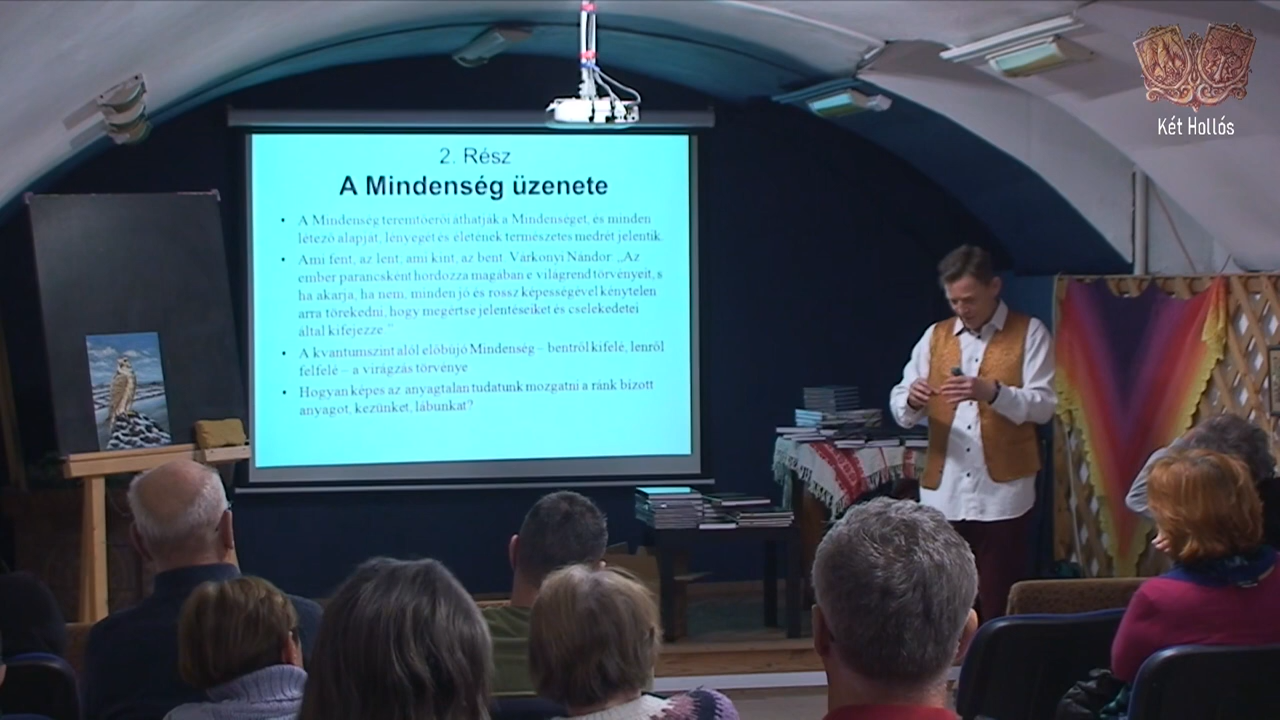 2. Rész
A Mindenség üzenete
• A Mindenség teremtőerői áthatják a Mindenséget, és minden
létező alapját, lényegét és életének természetes medrét jelentik.
• Ami fent, az lent; ami kint, az bent. Várkonyi Nándor: „Az
ember parancsként hordozza magában e világrend törvényeit, s
ha akarja, ha nem, minden jó és rossz képességével kénytelen
arra törekedni, hogy megértse jelentéseiket és cselekedetei
által kifejezze.”
• A kvantumszint alól előbújó Mindenség – bentről kifelé, lenről
felfelé – a virágzás törvénye
• Hogyan képes az anyagtalan tudatunk mozgatni a ránk bízott
anyagot, kezünket, lábunkat?
Két Hollós